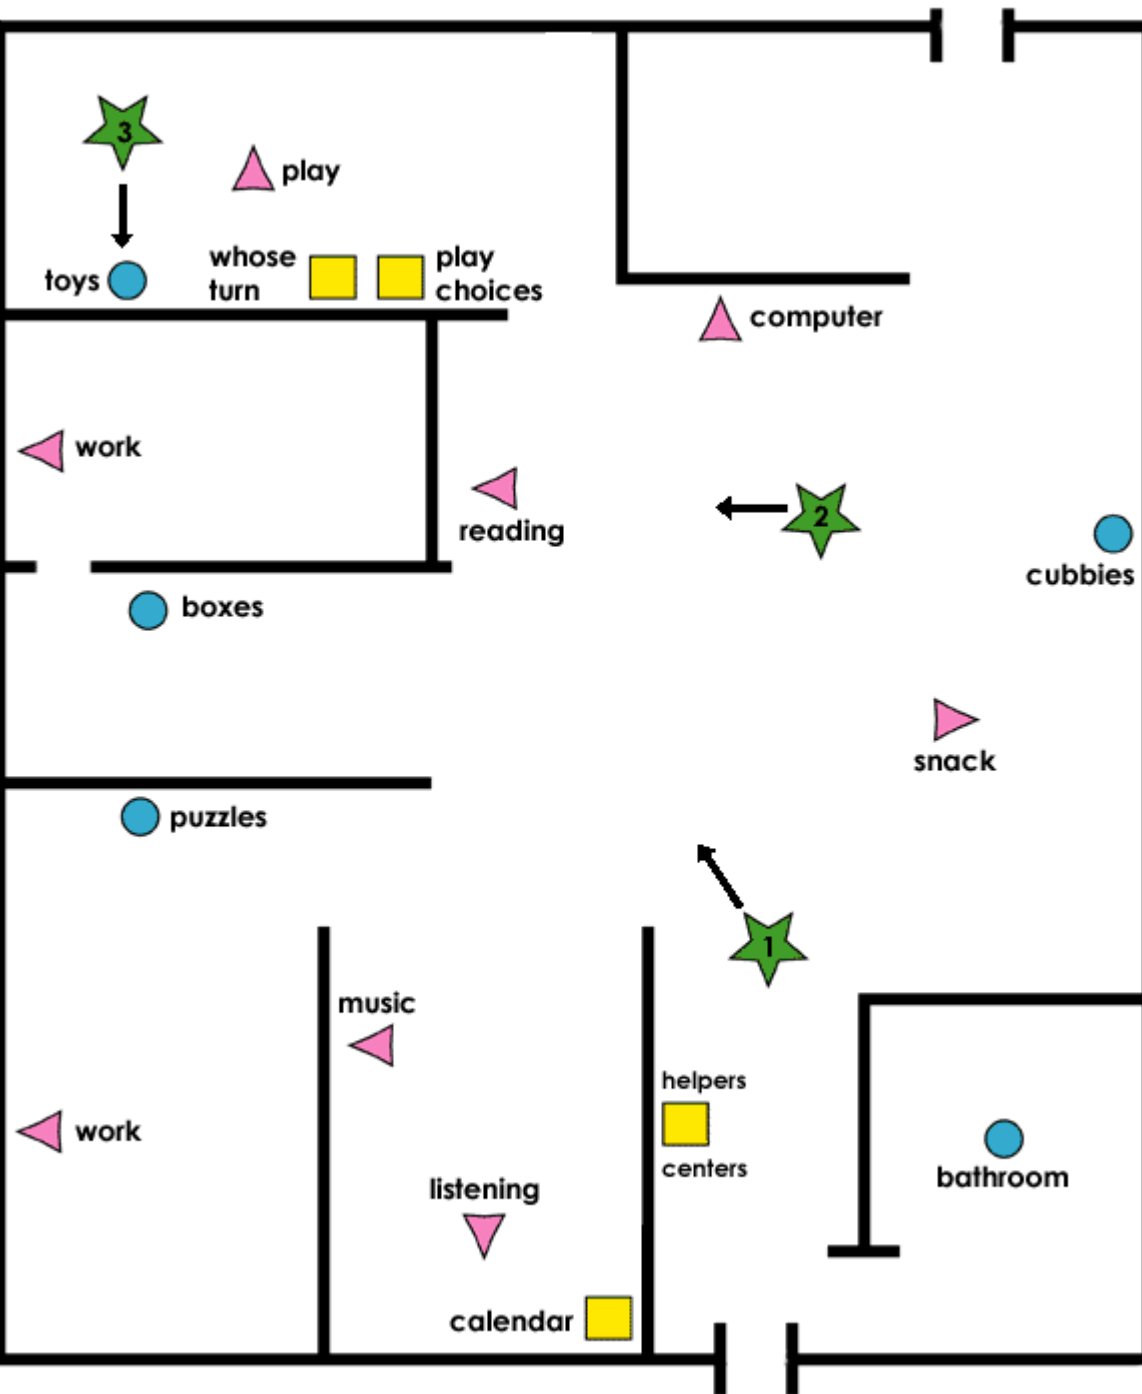 3
play
toys
whose
turn
play
choices
computer
work
reading
2
cubbies
boxes
snack
puzzles
1
music
helpers
centers
work
bathroom
listening
calendar